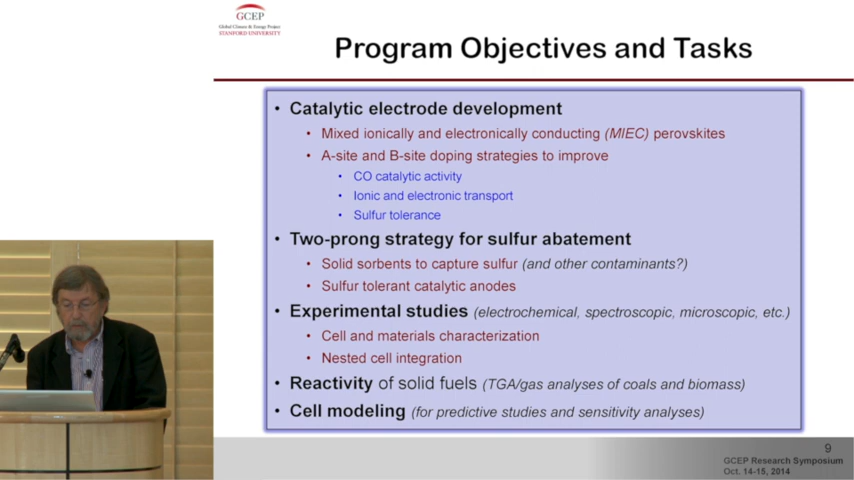 GCEP
Global Climate & Energy Project
STANFORD UNIVERSITY
Program Objectives and Tasks
• Catalytic electrode development
• Mixed ionically and electronically conducting (MIEC) perovskites
• A-site and B-site doping strategies to improve
• CO catalytic activity
• Ionic and electronic transport
• Sulfur tolerance
• Two-prong strategy for sulfur abatement
• Solid sorbents to capture sulfur (and other contaminants?)
• Sulfur tolerant catalytic anodes
• Experimental studies (electrochemical, spectroscopic, microscopic, etc.)
• Cell and materials characterization
• Nested cell integration
• Reactivity of solid fuels (TGA/gas analyses of coals and biomass)
• Cell modeling (for predictive studies and sensitivity analyses)
9
GCEP Research Symposium
Oct. 14-15, 2014